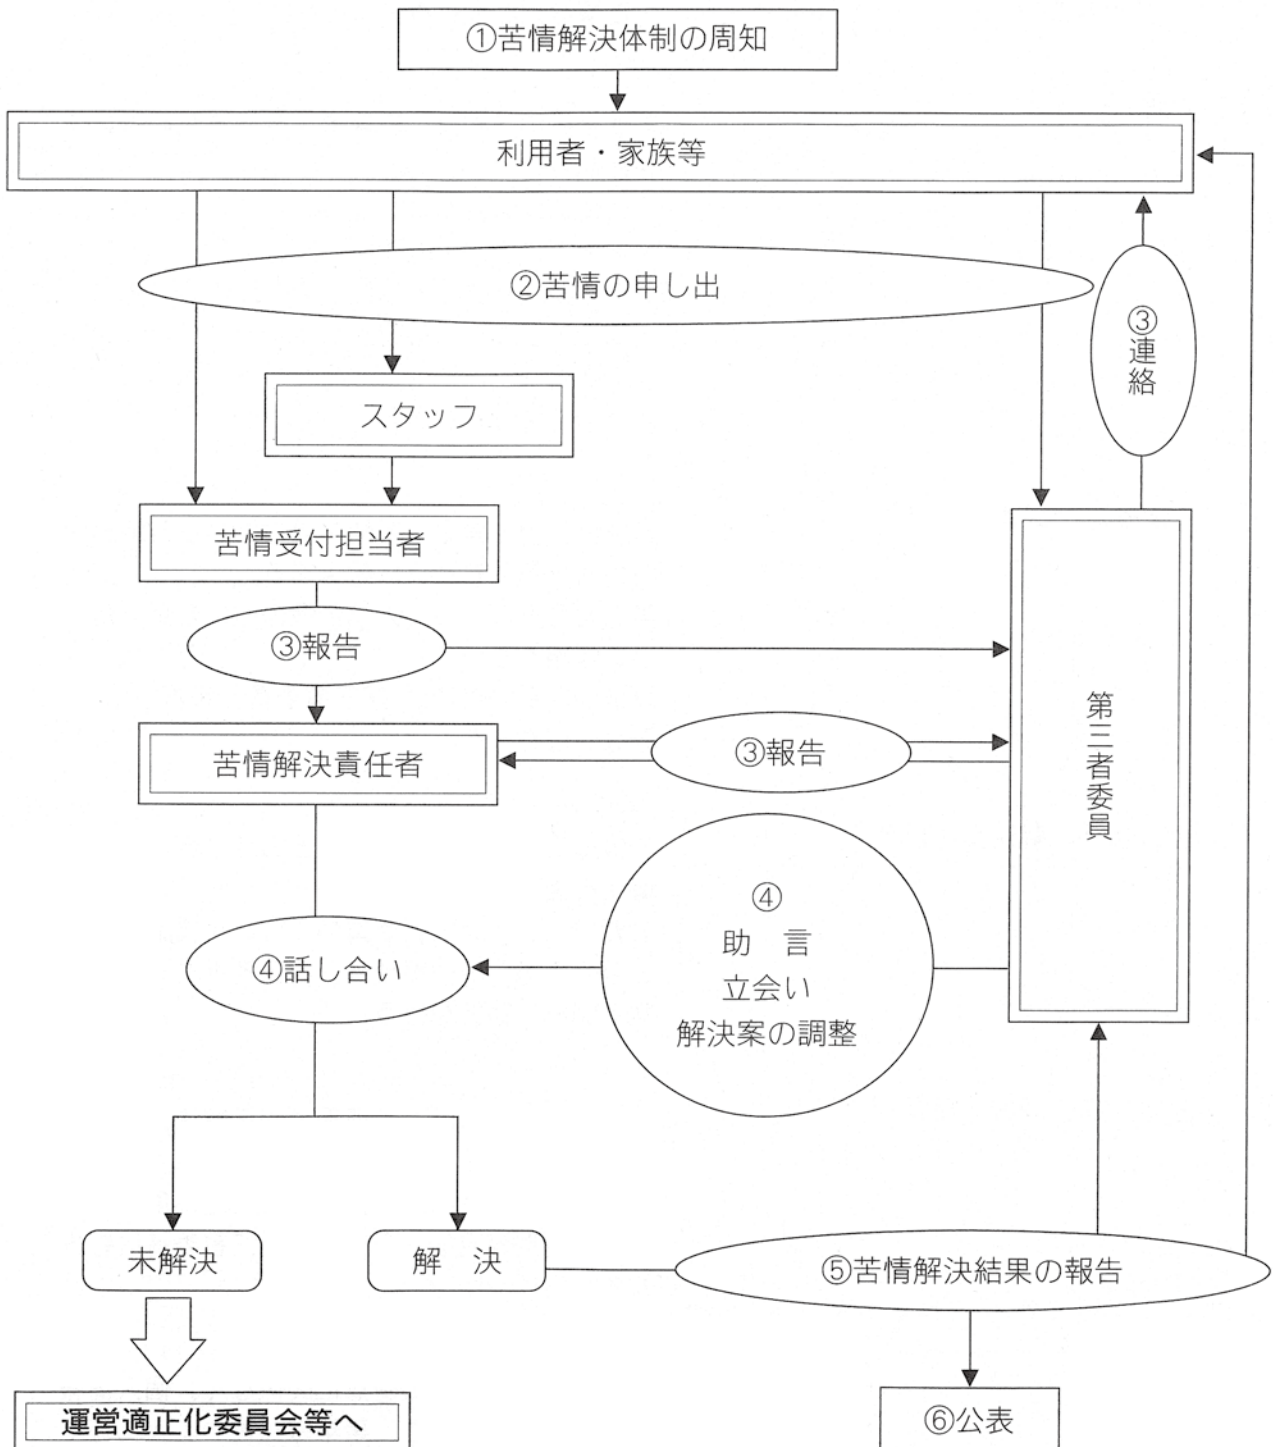 ①苦情解決体制の周知
利用者・家族等
②苦情の申し出
③連絡
スタッフ
苦情受付担当者
③報告
苦情解決責任者
③報告
第三者委員
④
助　言
立会い
解決案の調整
④話し合い
未解決
解　決
⑤苦情解決結果の報告
運営適正化委員会等へ
⑥公表